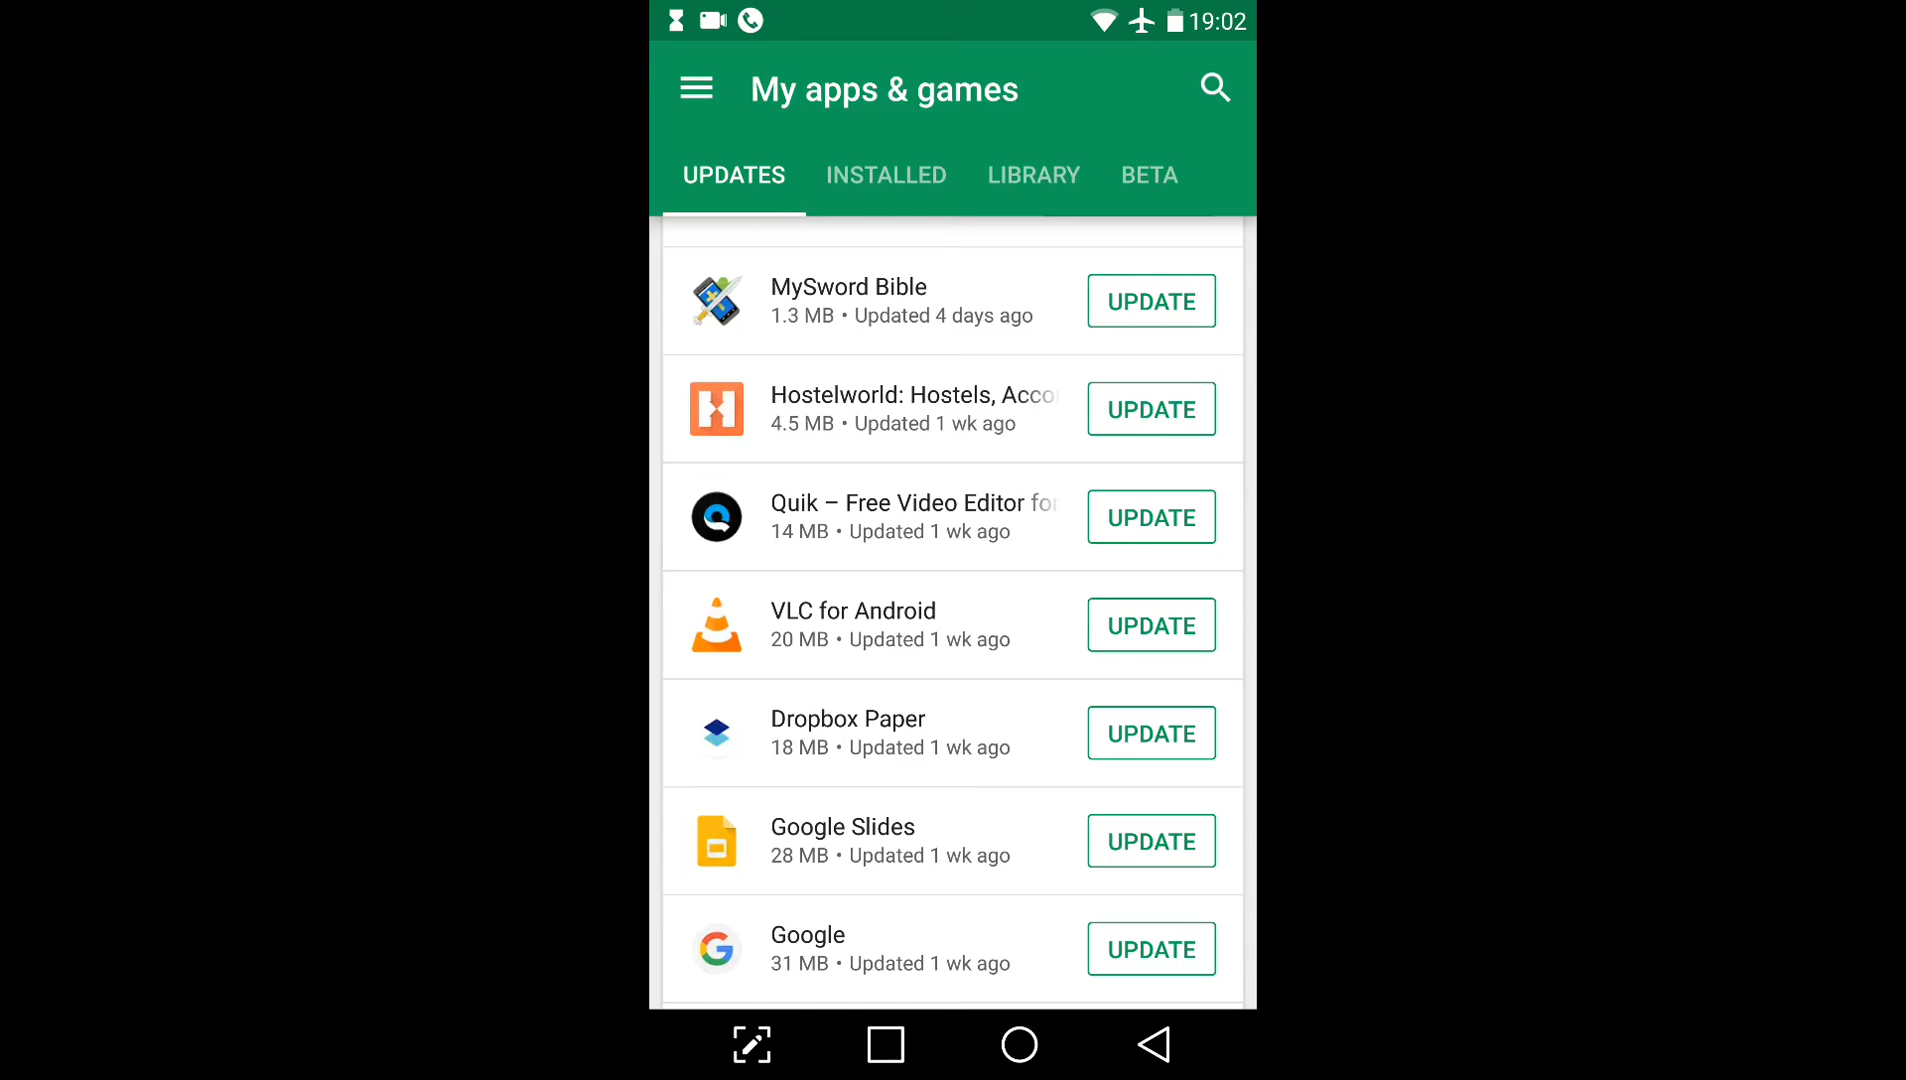 19:02
My apps & games
UPDATES INSTALLED LIBRARY BETA
MySword Bible
1.3 MB • Updated 4 days ago
UPDATE
Hostelworld: Hostels, Acco
4.5 MB • Updated 1 wk ago
UPDATE
Quik – Free Video Editor for
14 MB • Updated 1 wk ago
UPDATE
VLC for Android
20 MB • Updated 1 wk ago
UPDATE
Dropbox Paper
18 MB • Updated 1 wk ago
UPDATE
Google Slides
28 MB • Updated 1 wk ago
UPDATE
Google
31 MB • Updated 1 wk ago
UPDATE